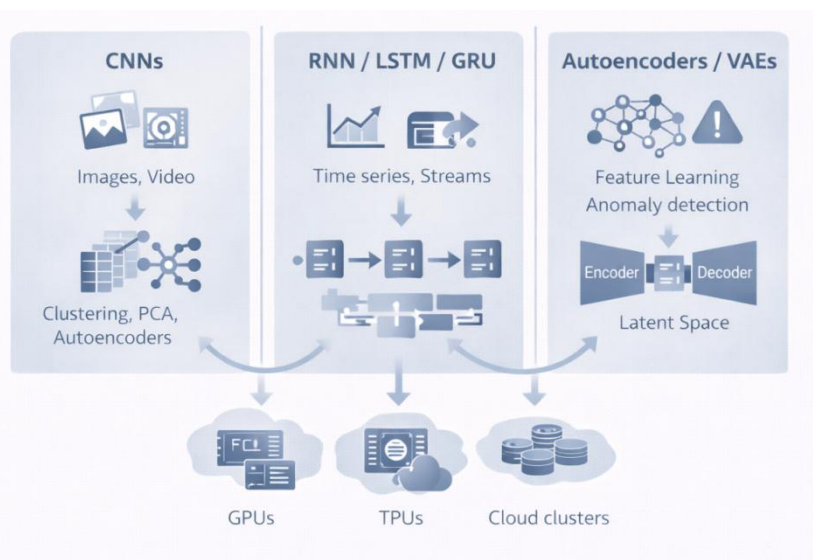 CNNs
Images, Video
Clustering, PCA,
Autoencoders
RNN / LSTM / GRU
Time series, Streams
Autoencoders / VAEs
Feature Learning
Anomaly detection
Encoder
Decoder
Latent Space
GPUs
TPUs
Cloud clusters